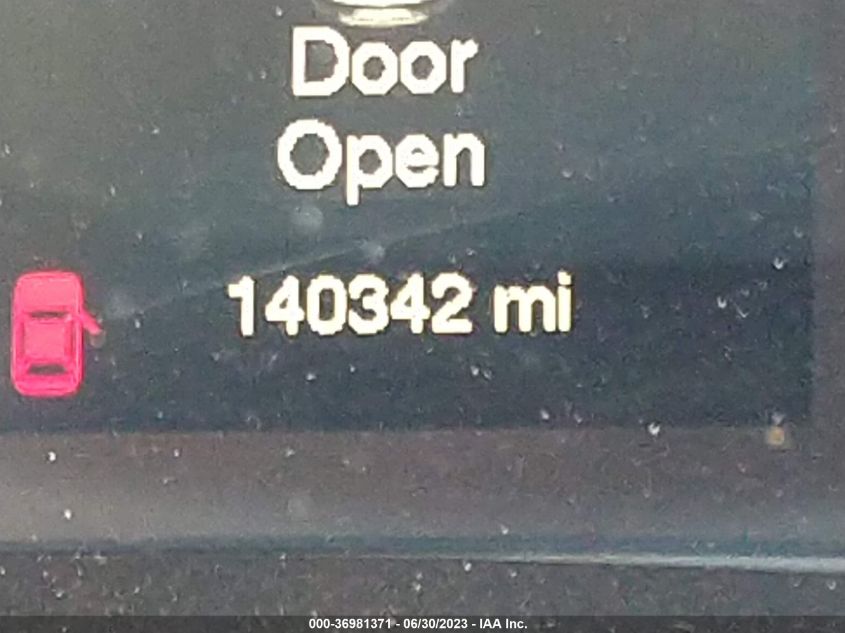 Door
Open
140342 mi
000-36981371 - 06/30/2023 - IAA Inc.